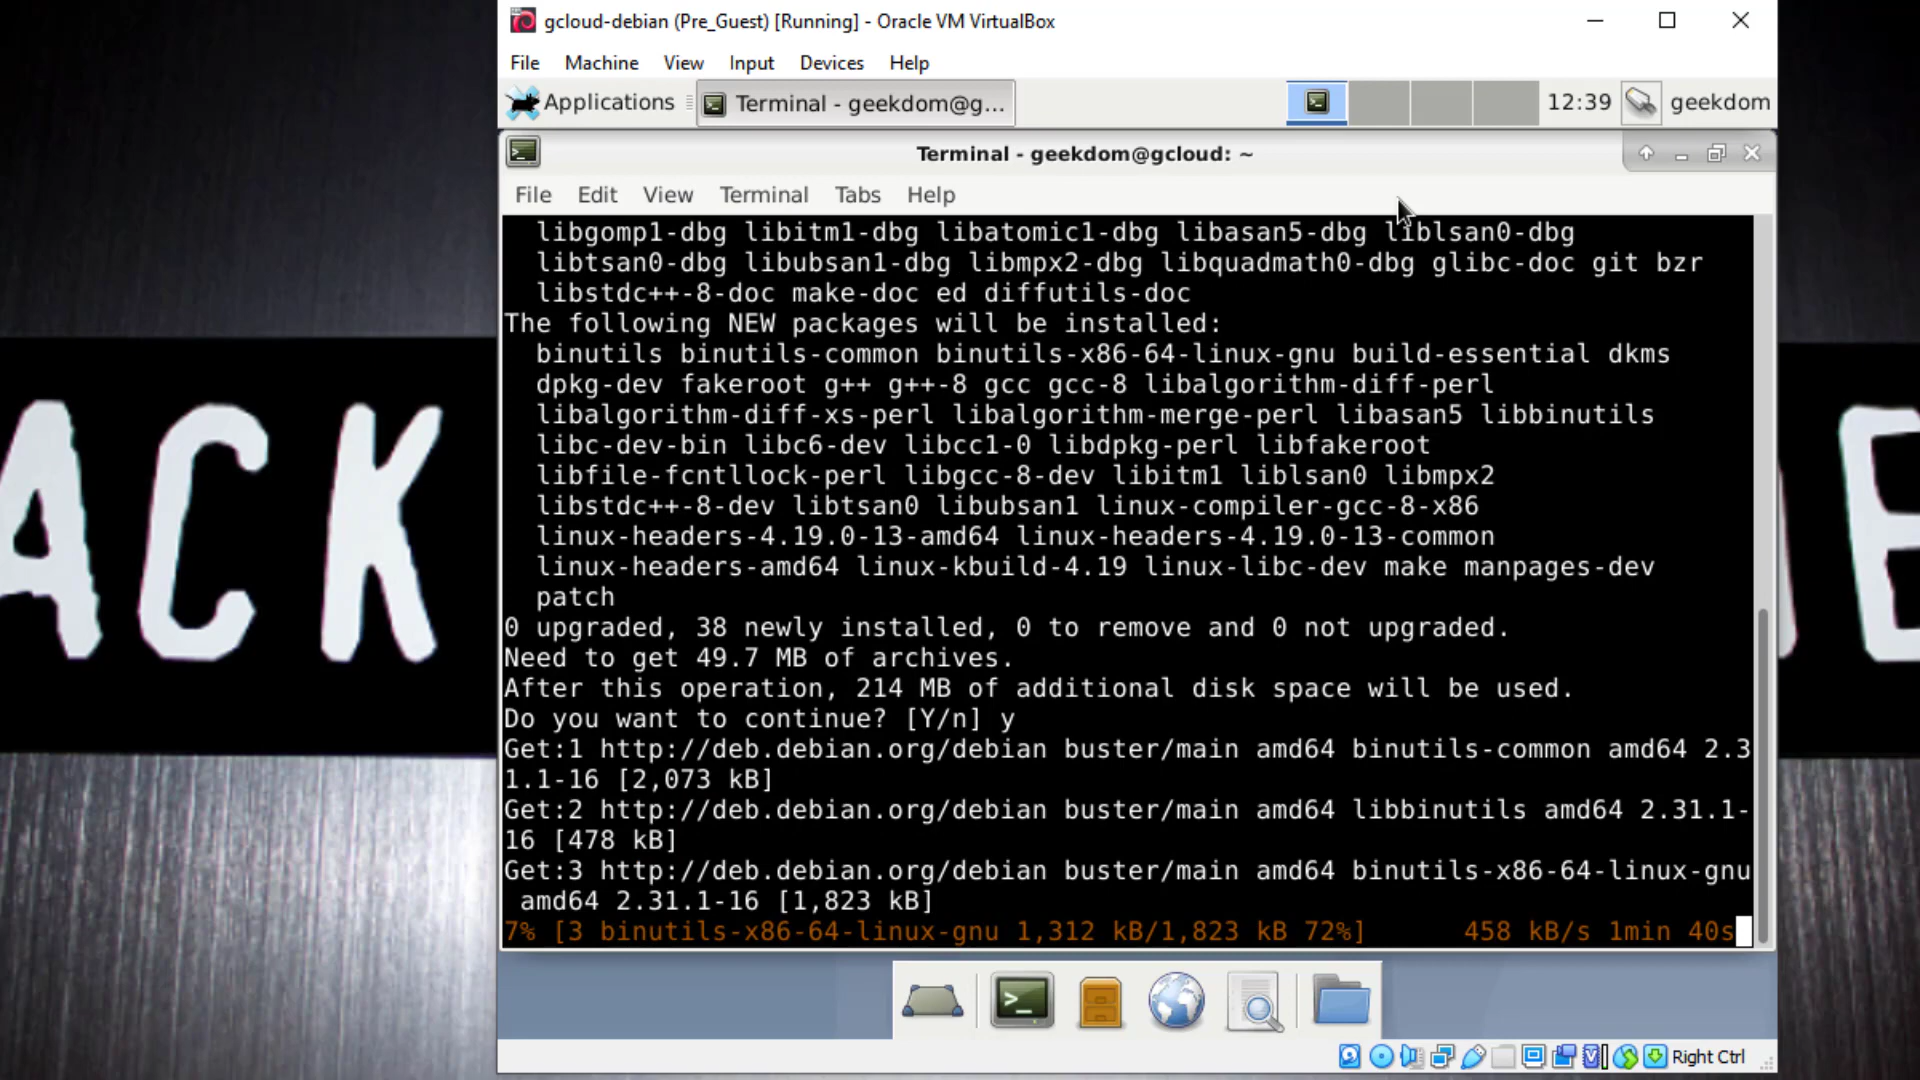 gcloud-debian (Pre_Guest) [Running] - Oracle VM VirtualBox
File Machine View Input Devices Help
Applications Terminal - geekdom@g... 12:39 geekdom
Terminal - geekdom@gcloud: ~
File Edit View Terminal Tabs Help
libgomp1-dbg libitm1-dbg libatomic1-dbg libasan5-dbg liblsan0-dbg
libtsan0-dbg libubsan1-dbg libmpx2-dbg libquadmath0-dbg glibc-doc git bzr
libstdc++-8-doc make-doc ed diffutils-doc
The following NEW packages will be installed:
binutils binutils-common binutils-x86-64-linux-gnu build-essential dkms
dpkg-dev fakeroot g++ g++-8 gcc gcc-8 libalgorithm-diff-perl
libalgorithm-diff-xs-perl libalgorithm-merge-perl libasan5 libbinutils
libc-dev-bin libc6-dev libcc1-0 libdpkg-perl libfakeroot
libfile-fcntllock-perl libgcc-8-dev libitm1 liblsan0 libmpx2
libstdc++-8-dev libtsan0 libubsan1 linux-compiler-gcc-8-x86
linux-headers-4.19.0-13-amd64 linux-headers-4.19.0-13-common
linux-headers-amd64 linux-kbuild-4.19 linux-libc-dev make manpages-dev
patch
0 upgraded, 38 newly installed, 0 to remove and 0 not upgraded.
Need to get 49.7 MB of archives.
After this operation, 214 MB of additional disk space will be used.
Do you want to continue? [Y/n] y
Get:1 http://deb.debian.org/debian buster/main amd64 binutils-common amd64 2.3
1.1-16 [2,073 kB]
Get:2 http://deb.debian.org/debian buster/main amd64 libbinutils amd64 2.31.1-
16 [478 kB]
Get:3 http://deb.debian.org/debian buster/main amd64 binutils-x86-64-linux-gnu
amd64 2.31.1-16 [1,823 kB]
7% [3 binutils-x86-64-linux-gnu 1,312 kB/1,823 kB 72%] 458 kB/s 1min 40s
Right Ctrl
ACK
E